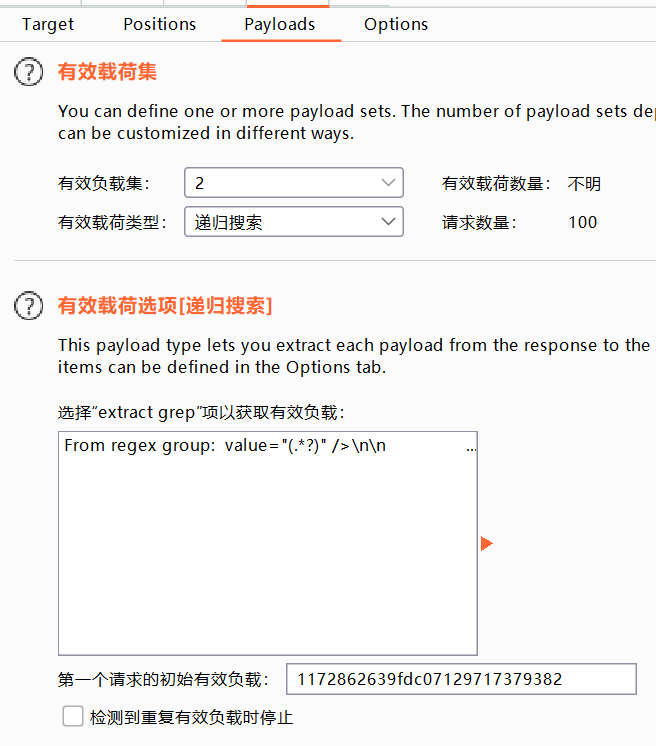 Target Positions Payloads Options
有效载荷集
You can define one or more payload sets. The number of payload sets
can be customized in different ways.
有效负载集： 2 有效载荷数量： 不明
有效载荷类型： 递归搜索 请求数量： 100
有效载荷选项[递归搜索]
This payload type lets you extract each payload from the response to the
items can be defined in the Options tab.
选择“extract grep”项以获取有效负载：
From regex group: value="(.*?)" />\n\n ...
第一个请求的初始有效负载： 1172862639fdc07129717379382
检测到重复有效负载时停止